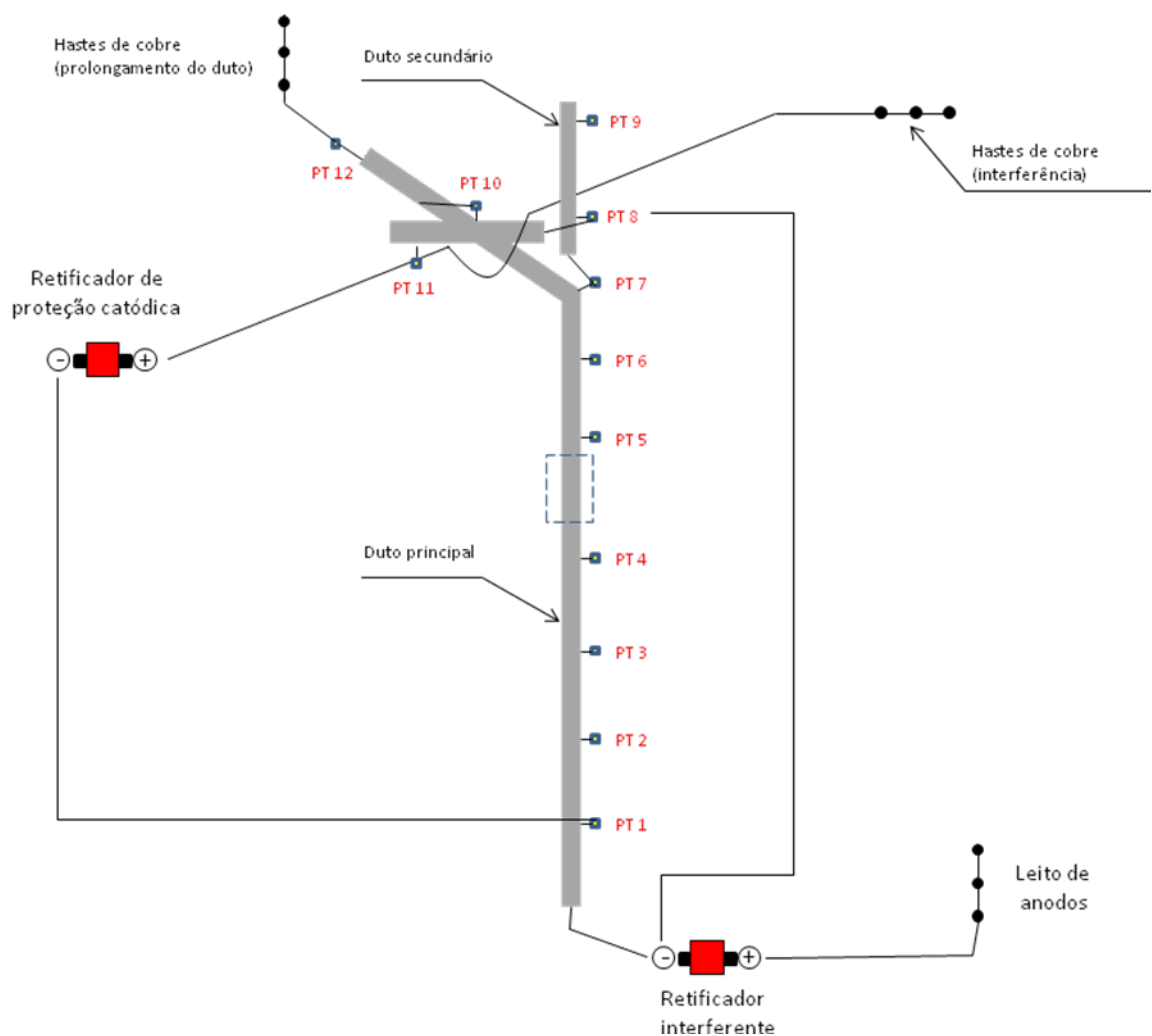 Hastes de cobre
(prolongamento do duto)
Duto secundário
PT 9
Hastes de cobre
(interferência)
PT 12
PT 10
PT 8
PT 11
PT 7
Retificador de
proteção catódica
− +
PT 6
PT 5
PT 4
Duto principal
PT 3
PT 2
PT 1
Leito de
anodos
− +
Retificador
interferente